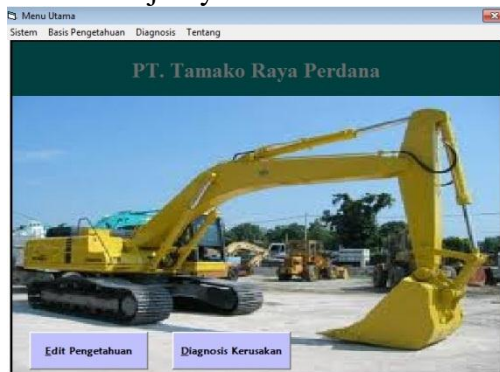 Menu Utama
Sistem Basis Pengetahuan Diagnosis Tentang
PT. Tamako Raya Perdana
Edit Pengetahuan Diagnosis Kerusakan